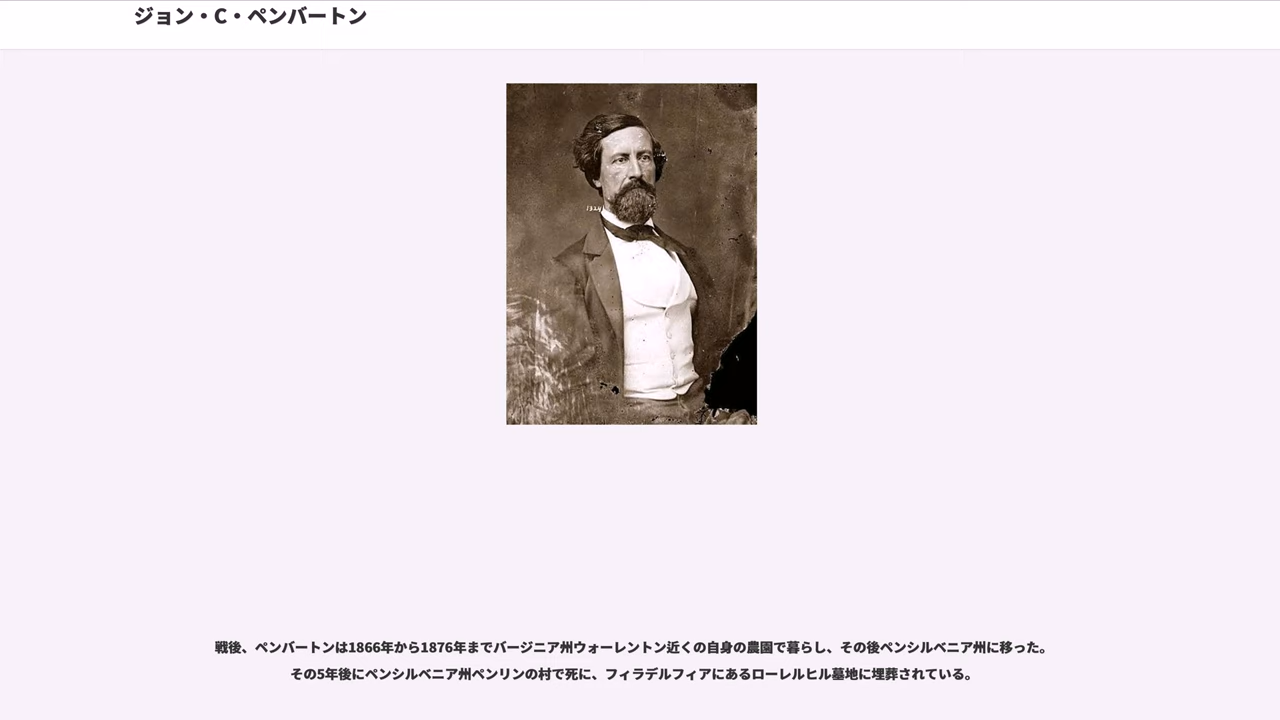 ジョン・C・ペンバートン
戦後、ペンバートンは1866年から1876年までバージニア州ウォーレントン近くの自身の農園で暮らし、その後ペンシルベニア州に移った。
その5年後にペンシルベニア州ペンリンの村で死に、フィラデルフィアにあるローレルヒル墓地に埋葬されている。